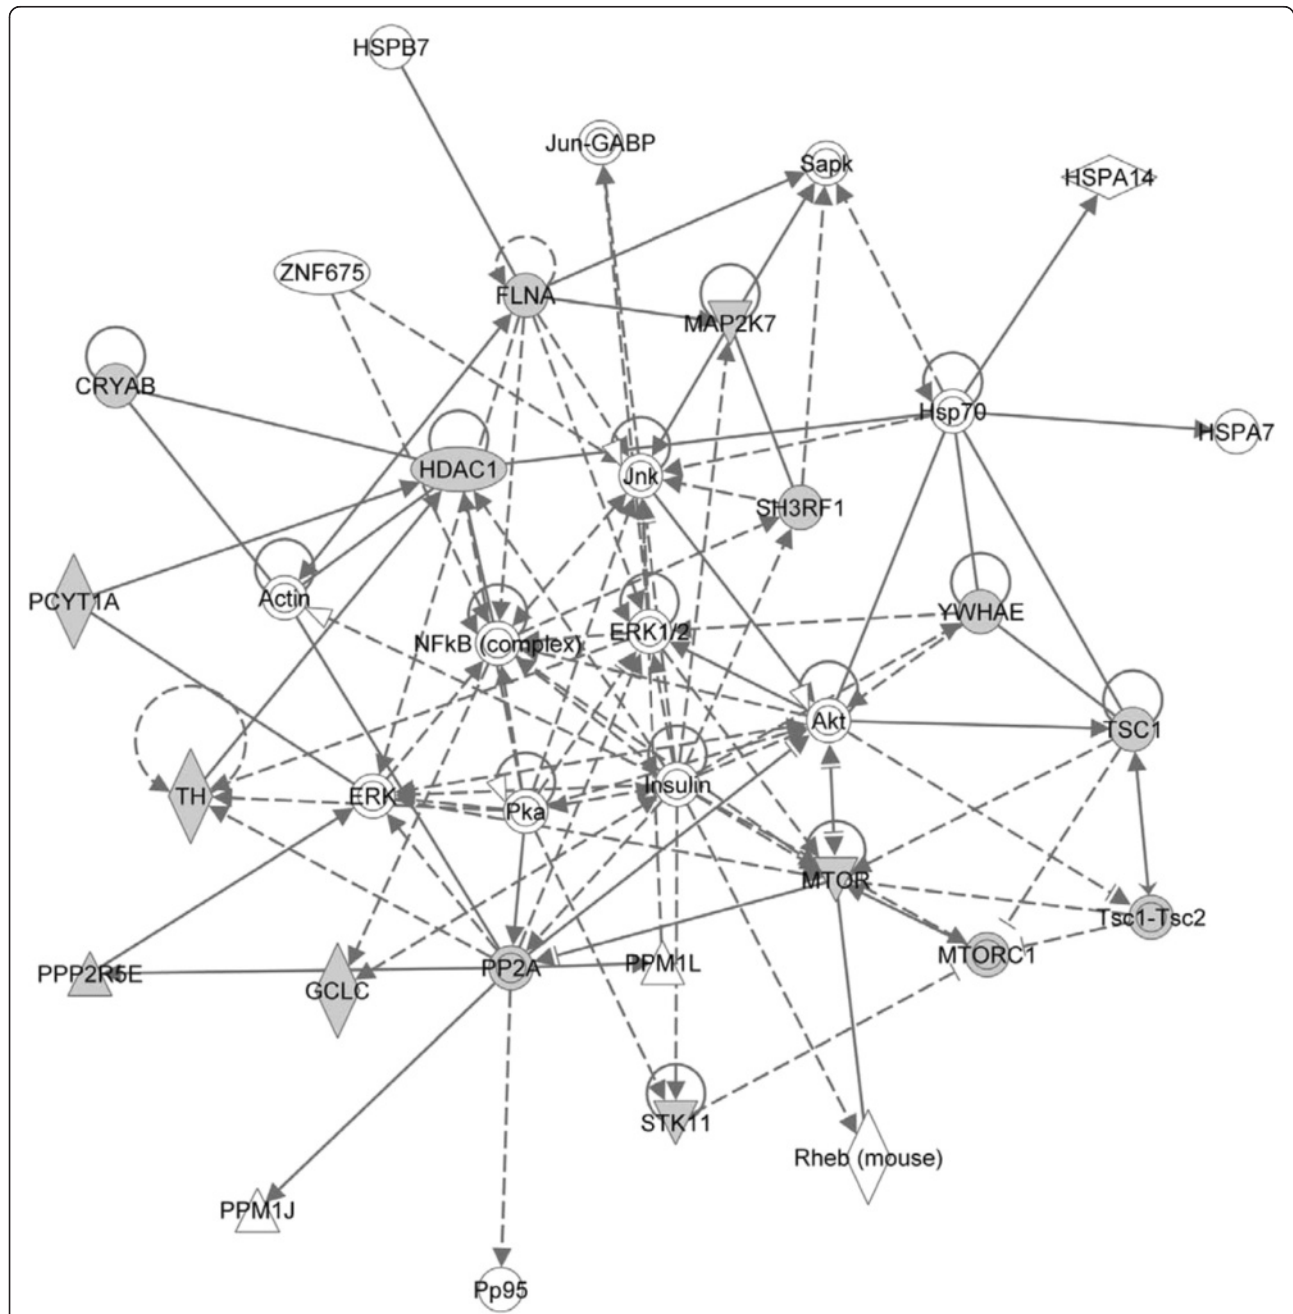 HSPB7
Jun-GABP
Sapk
HSPA14
ZNF675
FLNA
MAP2K7
CRYAB
Hsp70
HSPA7
HDAC1
Jnk
SH3RF1
PCYT1A
Actin
YWHAE
NFkB (complex)
ERK1/2
Akt
TSC1
TH
ERK
Pka
Insulin
MTOR
Tsc1-Tsc2
MTORC1
PPP2R5E
GCLC
PP2A
PPM1L
STK11
Rheb (mouse)
PPM1J
Pp95